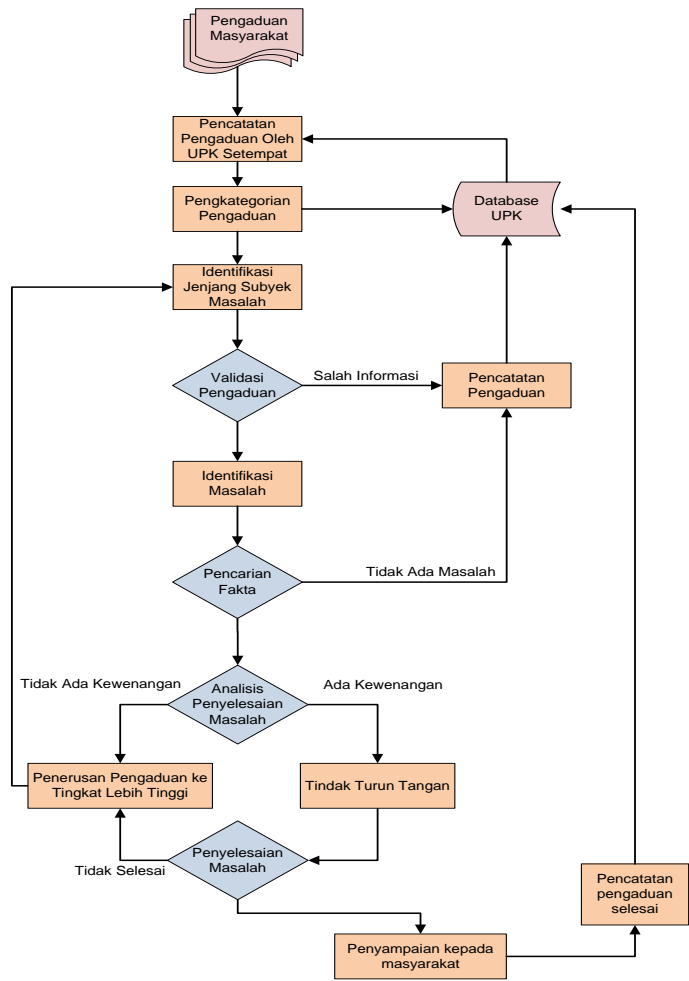 Pengaduan
Masyarakat
Pencatatan
Pengaduan Oleh
UPK Setempat
Pengkategorian
Pengaduan
Database
UPK
Identifikasi
Jenjang Subyek
Masalah
Validasi
Pengaduan
Salah Informasi
Pencatatan
Pengaduan
Identifikasi
Masalah
Pencarian
Fakta
Tidak Ada Masalah
Tidak Ada Kewenangan
Analisis
Penyelesaian
Masalah
Ada Kewenangan
Penerusan Pengaduan ke
Tingkat Lebih Tinggi
Tindak Turun Tangan
Penyelesaian
Masalah
Tidak Selesai
Pencatatan
pengaduan
selesai
Penyampaian kepada
masyarakat